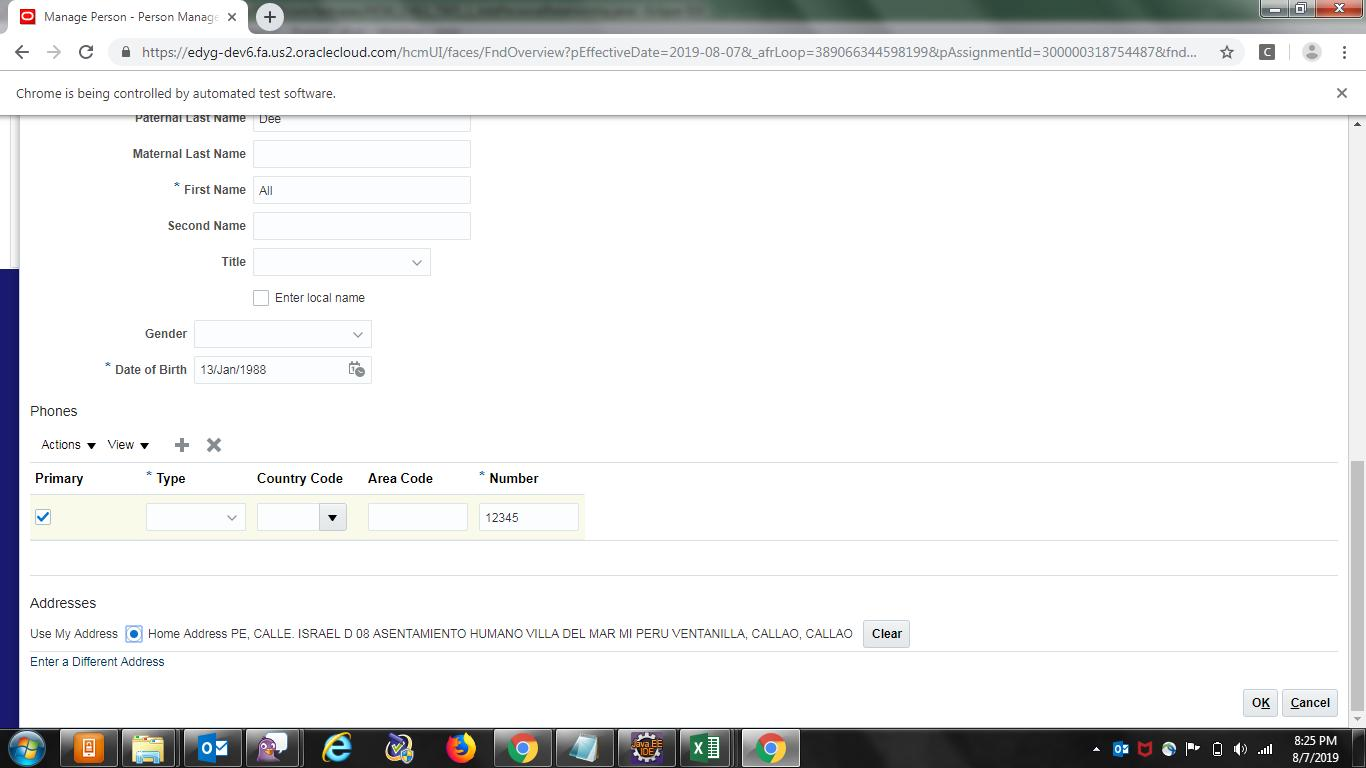 Manage Person - Person Manage
https://edyg-dev6.fa.us2.oraclecloud.com/hcmUI/faces/FndOverview?pEffectiveDate=2019-08-07&_afrLoop=389066344598199&pAssignmentId=300000318754487&fnd...
C
Chrome is being controlled by automated test software.
Paternal Last Name Dee
Maternal Last Name
* First Name All
Second Name
Title
Enter local name
Gender
* Date of Birth 13/Jan/1988
Phones
Actions View
Primary * Type Country Code Area Code * Number
12345
Addresses
Use My Address Home Address PE, CALLE. ISRAEL D 08 ASENTAMIENTO HUMANO VILLA DEL MAR MI PERU VENTANILLA, CALLAO, CALLAO Clear
Enter a Different Address
OK Cancel
Java EE
IDE
8:25 PM
8/7/2019